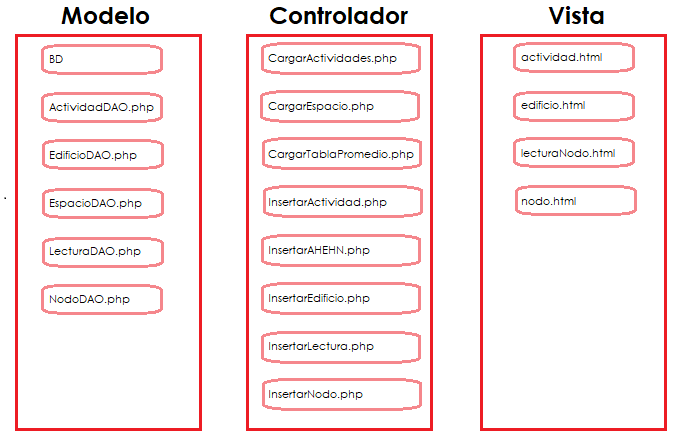 Modelo
BD
ActividadDAO.php
EdificioDAO.php
EspacioDAO.php
LecturaDAO.php
NodoDAO.php
Controlador
CargarActividades.php
CargarEspacio.php
CargarTablaPromedio.php
InsertarActividad.php
InsertarAHEHN.php
InsertarEdificio.php
InsertarLectura.php
InsertarNodo.php
Vista
actividad.html
edificio.html
lecturaNodo.html
nodo.html
.